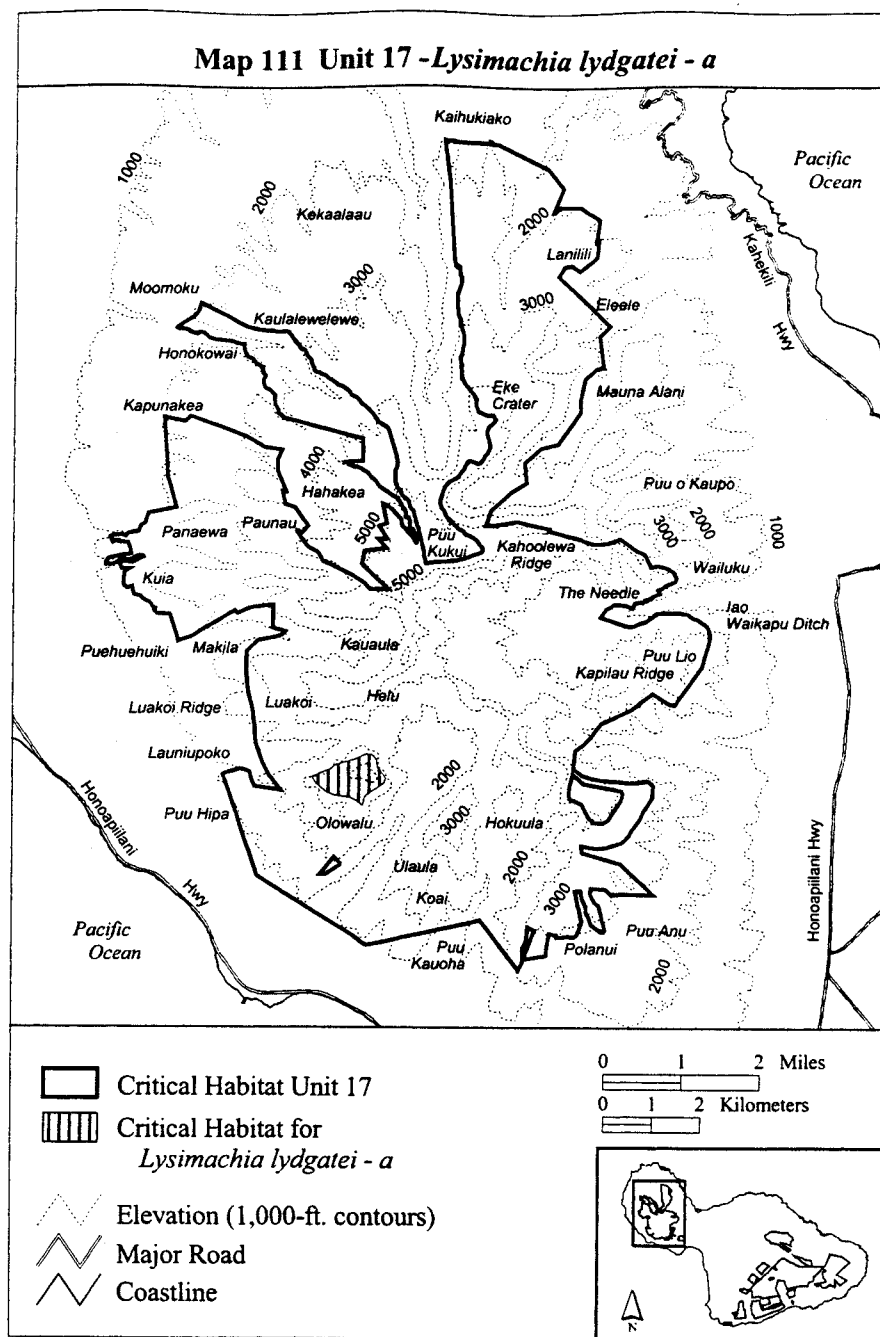 Map 111 Unit 17 - Lysimachia lydgatei - a
Kaihukiako
Pacific
Ocean
1000
2000
Kekaalaau
2000
Lanilili
Kahekili
Hwy
3000
3000
Moomoku
Kaulalewelewe
Eleele
Honokowai
Eke
Crater
Mauna Alani
Kapunakea
4000
Hahakea
Puu o Kaupo
Panaewa
Paunau
5000
Puu
Kukui
Kahoolewa
Ridge
3000
2000
1000
Wailuku
Kuia
5000
The Needle
Iao
Waikapu Ditch
Puehuehuiki
Makila
Kauaula
Puu Lio
Kapilau Ridge
Luakoi Ridge
Luakoi
Helu
Launiupoko
2000
Honoapiilani
Hwy
Puu Hipa
Olowalu
3000
Hokuula
Ulaula
2000
Honoapiilani Hwy
Koai
3000
Pacific
Ocean
Puu
Kauoha
Polanui
Puu Anu
2000
Critical Habitat Unit 17
Critical Habitat for
Lysimachia lydgatei - a
Elevation (1,000-ft. contours)
Major Road
Coastline
0 1 2 Miles
0 1 2 Kilometers
N